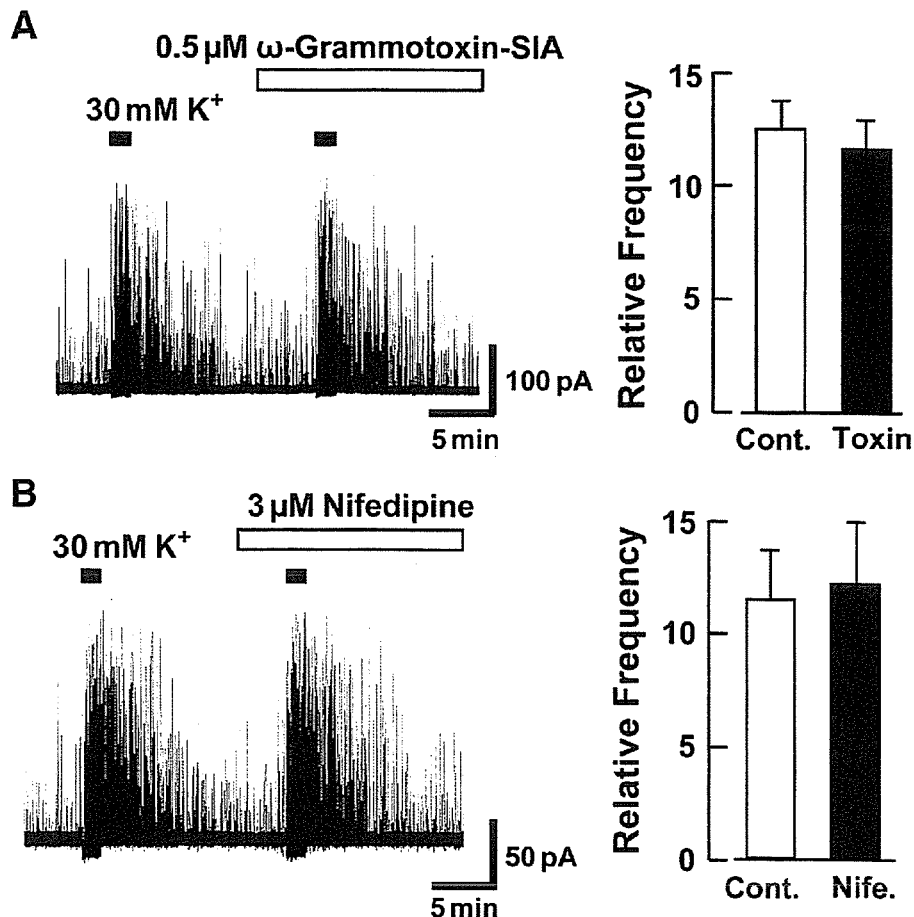 A
0.5 µM ω-Grammotoxin-SIA
30 mM K⁺
100 pA
5 min
Relative Frequency
15
10
5
0
Cont. Toxin
B
3 µM Nifedipine
30 mM K⁺
50 pA
5 min
Relative Frequency
15
10
5
0
Cont. Nife.